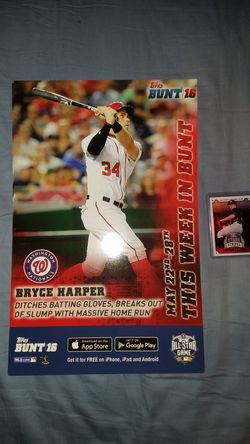 Topps
BUNT 16
34
WASHINGTON
NATIONALS
BRYCE HARPER
DITCHES BATTING GLOVES, BREAKS OUT
OF SLUMP WITH MASSIVE HOME RUN
MAY 22ND-28TH
THIS WEEK IN BUNT
Topps
BUNT 16
MLB.com
Download on the
App Store
GET IT ON
Google Play
Get it for FREE on iPhone, iPad and Android
ALL STAR
GAME